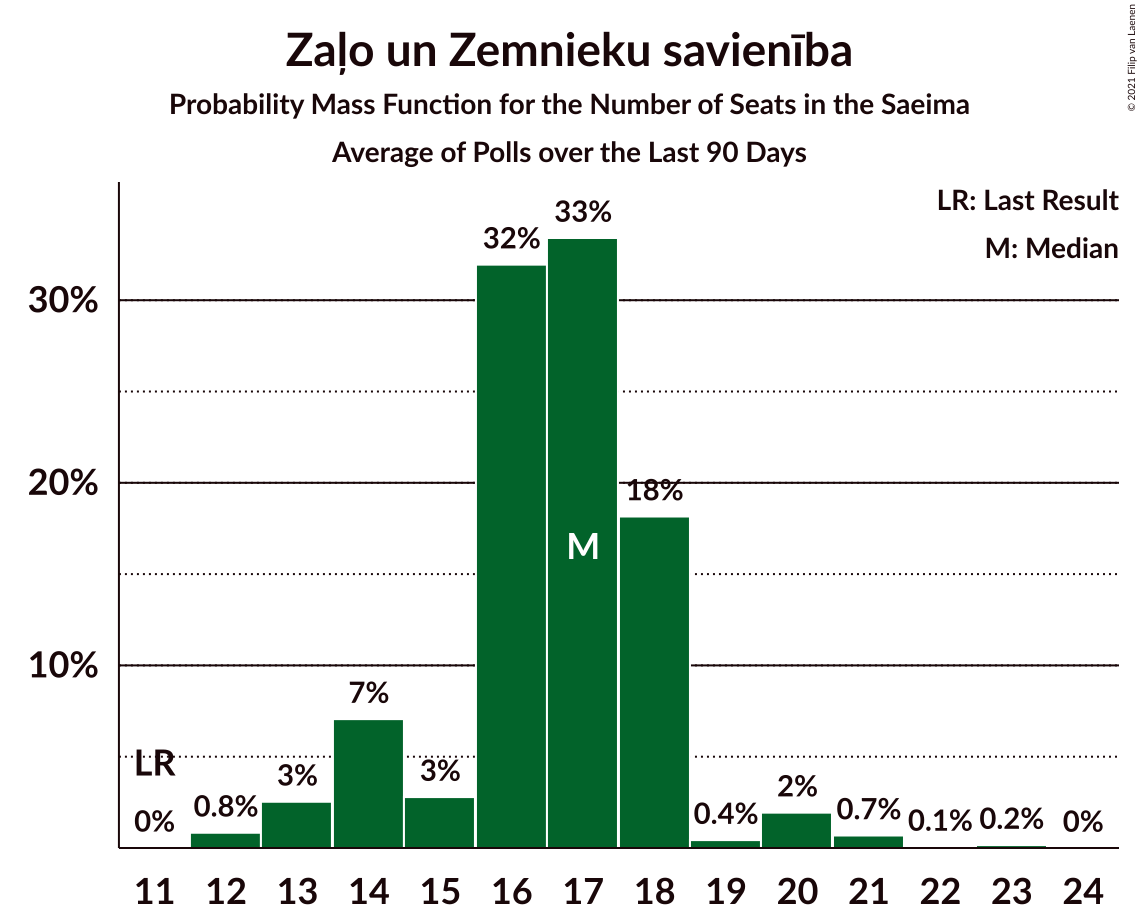 Zaļo un Zemnieku savienība
Probability Mass Function for the Number of Seats in the Saeima
Average of Polls over the Last 90 Days
© 2021 Filip van Laenen
LR: Last Result
M: Median
30%
20%
10%
0%
0.8%
3%
7%
3%
32%
33%
18%
0.4%
2%
0.7%
0.1%
0.2%
0%
LR
M
11 12 13 14 15 16 17 18 19 20 21 22 23 24